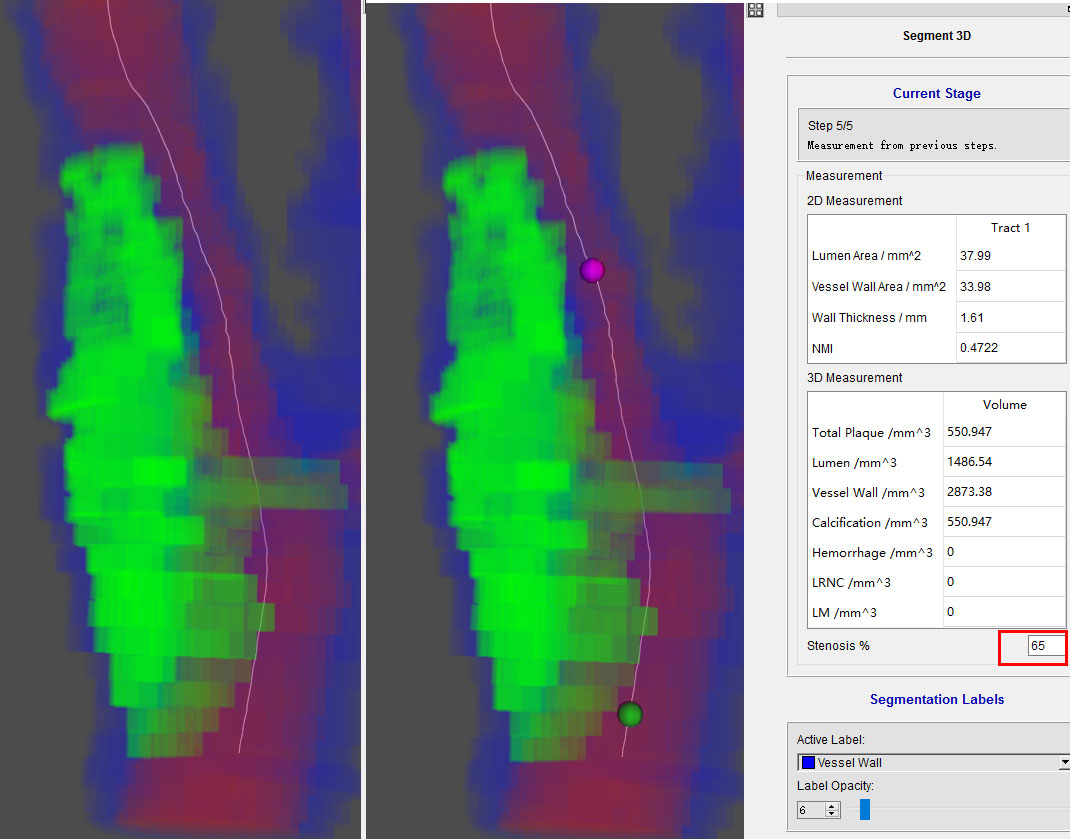 Segment 3D
Current Stage
Step 5/5
Measurement from previous steps.
Measurement
2D Measurement
Tract 1
Lumen Area / mm^2 37.99
Vessel Wall Area / mm^2 33.98
Wall Thickness / mm 1.61
NMI 0.4722
3D Measurement
Volume
Total Plaque /mm^3 550.947
Lumen /mm^3 1486.54
Vessel Wall /mm^3 2873.38
Calcification /mm^3 550.947
Hemorrhage /mm^3 0
LRNC /mm^3 0
LM /mm^3 0
Stenosis % 65
Segmentation Labels
Active Label:
Vessel Wall
Label Opacity:
6